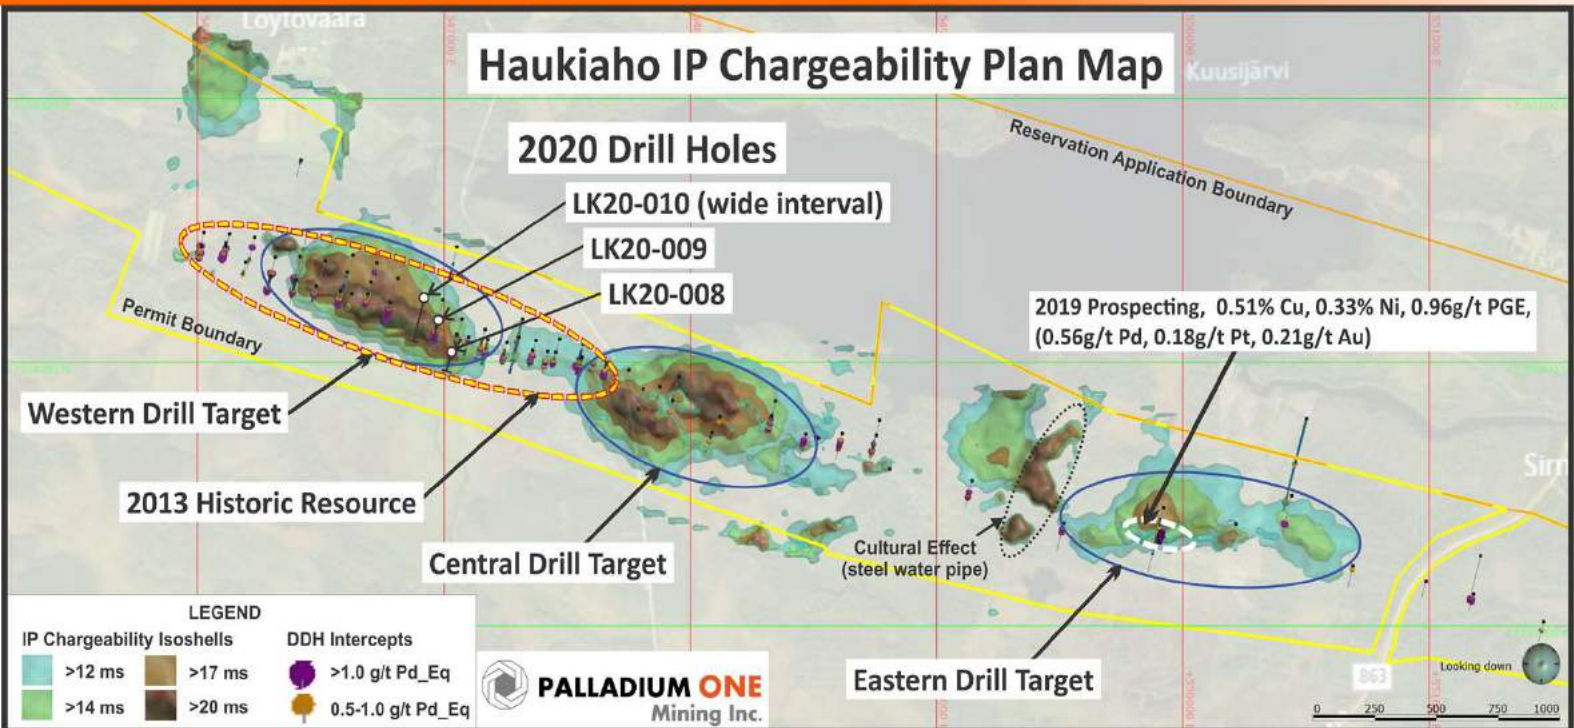 Löytövaara
Haukiaho IP Chargeability Plan Map
Kuusijärvi
Reservation Application Boundary
2020 Drill Holes
LK20-010 (wide interval)
LK20-009
LK20-008
2019 Prospecting, 0.51% Cu, 0.33% Ni, 0.96g/t PGE,
(0.56g/t Pd, 0.18g/t Pt, 0.21g/t Au)
Permit Boundary
Western Drill Target
2013 Historic Resource
Central Drill Target
Cultural Effect
(steel water pipe)
Eastern Drill Target
863
Looking down
0 250 500 750 1000
LEGEND
IP Chargeability Isoshells
>12 ms
>17 ms
>14 ms
>20 ms
DDH Intercepts
>1.0 g/t Pd_Eq
0.5-1.0 g/t Pd_Eq
PALLADIUM ONE
Mining Inc.